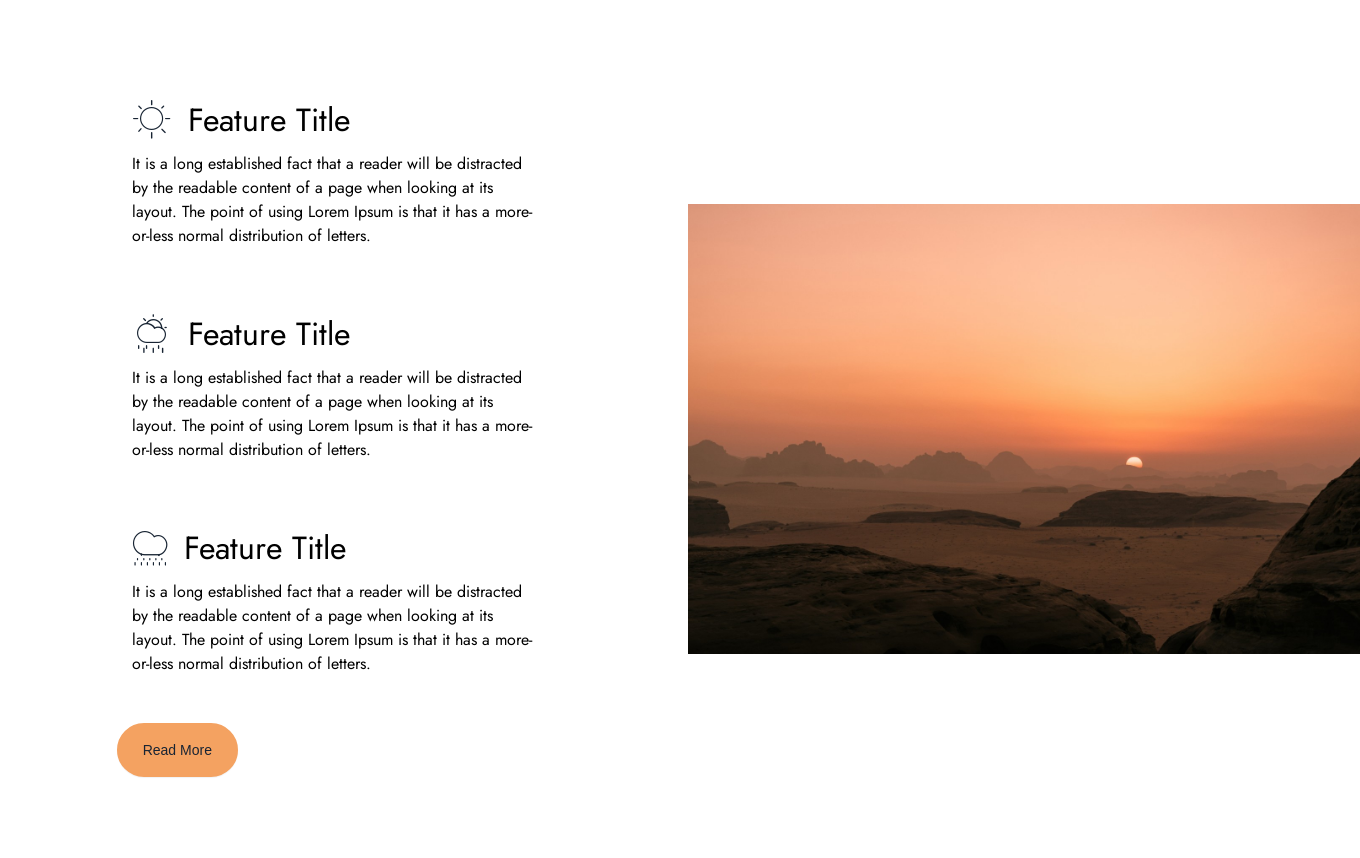 Feature Title
It is a long established fact that a reader will be distracted
by the readable content of a page when looking at its
layout. The point of using Lorem Ipsum is that it has a more-
or-less normal distribution of letters.
Feature Title
It is a long established fact that a reader will be distracted
by the readable content of a page when looking at its
layout. The point of using Lorem Ipsum is that it has a more-
or-less normal distribution of letters.
Feature Title
It is a long established fact that a reader will be distracted
by the readable content of a page when looking at its
layout. The point of using Lorem Ipsum is that it has a more-
or-less normal distribution of letters.
Read More